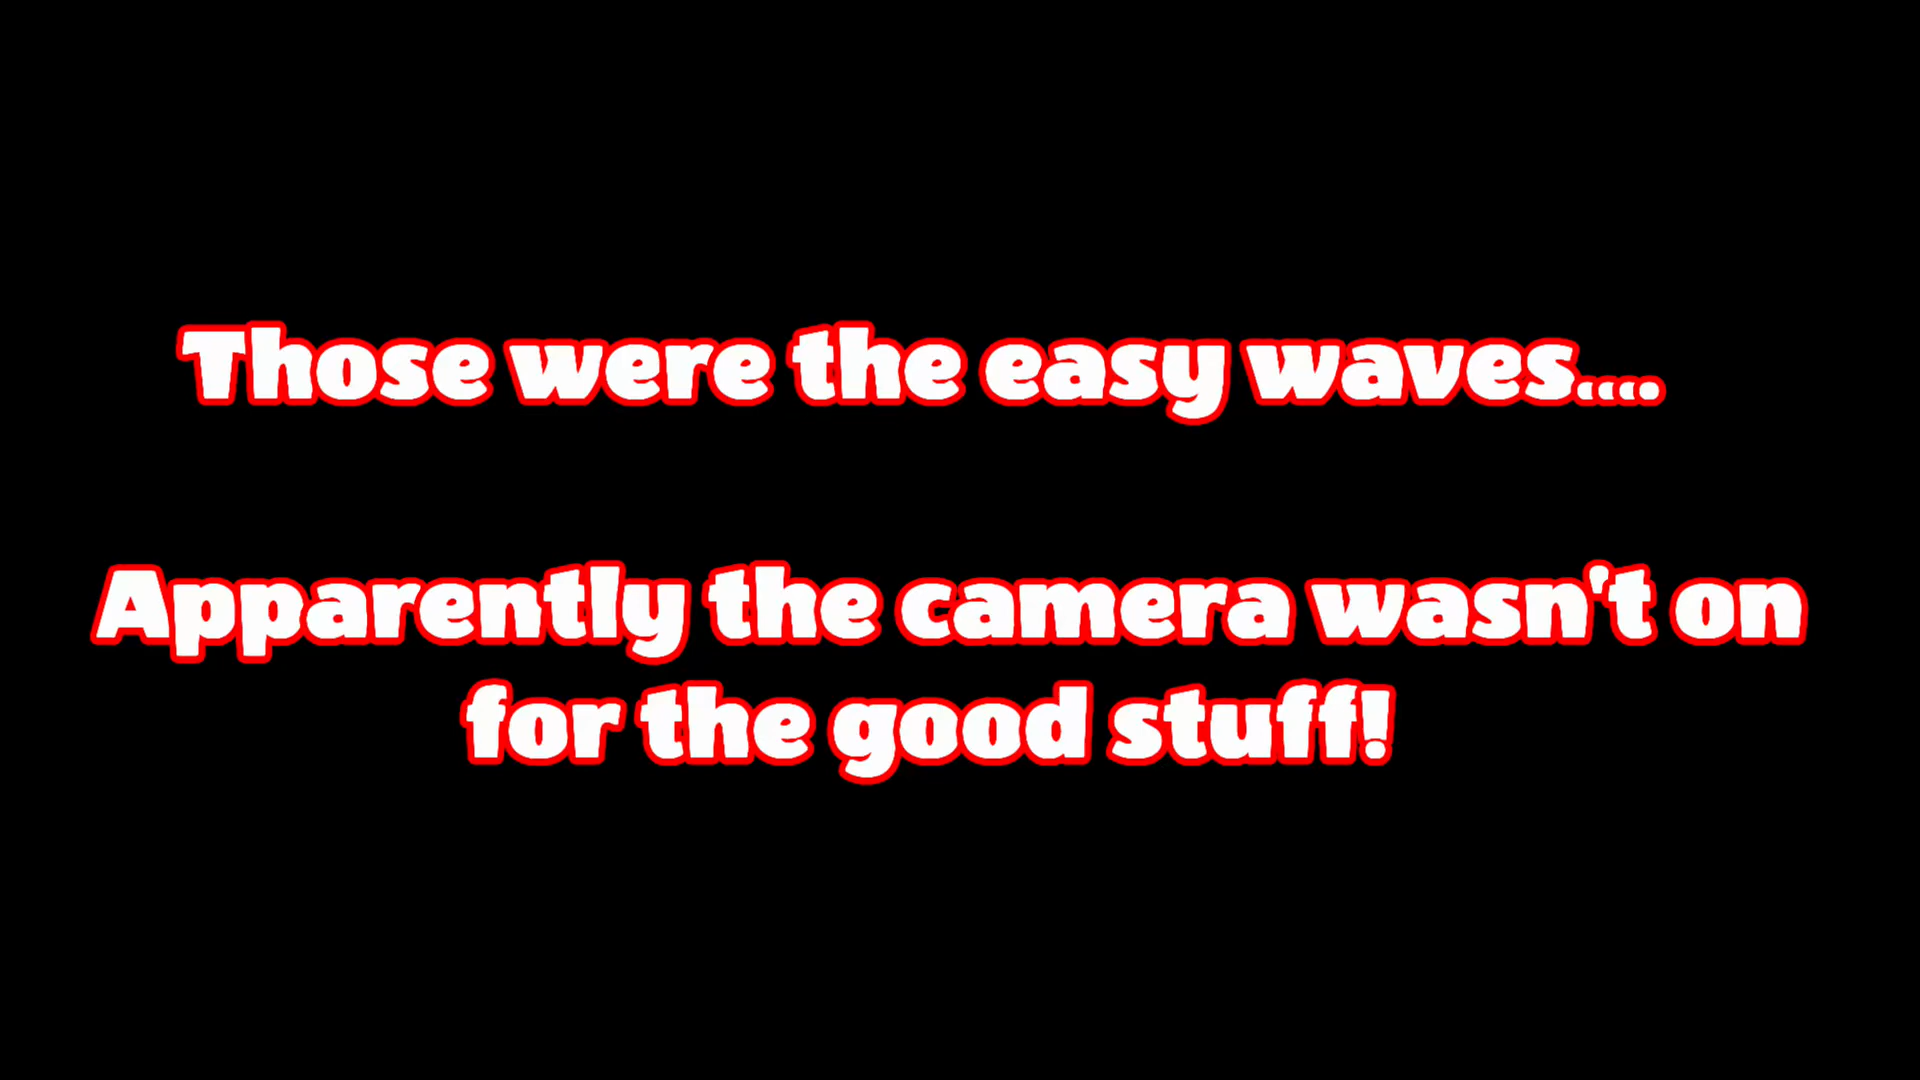 Those were the easy waves....
Apparently the camera wasn't on
for the good stuff!